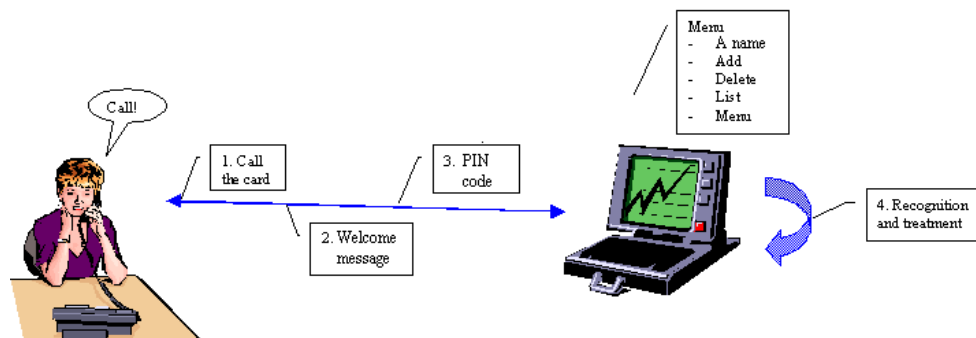 Menu
- A name
- Add
- Delete
- List
- Menu
Call!
1. Call
the card
3. PIN
code
2. Welcome
message
4. Recognition
and treatment